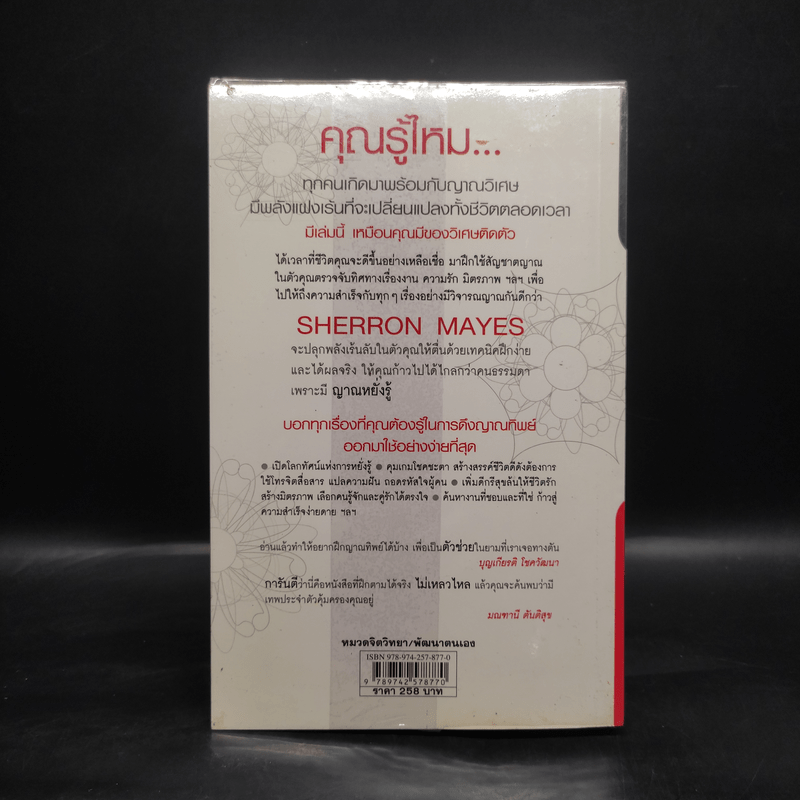 คุณรู้ไหม...
ทุกคนเกิดมาพร้อมกับญาณวิเศษ
มีพลังแฝงเร้นที่จะเปลี่ยนแปลงทั้งชีวิตตลอดเวลา
มีเล่มนี้ เหมือนคุณมีของวิเศษติดตัว
ได้เวลาที่ชีวิตคุณจะดีขึ้นอย่างเหลือเชื่อ มาฝึกใช้สัญชาตญาณ
ในตัวคุณตรวจจับทิศทางเรื่องงาน ความรัก มิตรภาพ ฯลฯ เพื่อ
ไปให้ถึงความสำเร็จกับทุกๆ เรื่องอย่างมีวิจารณญาณกันดีกว่า
SHERRON MAYES
จะปลุกพลังเร้นลับในตัวคุณให้ตื่นด้วยเทคนิคฝึกง่าย
และได้ผลจริง ให้คุณก้าวไปได้ไกลกว่าคนธรรมดา
เพราะมี ญาณหยั่งรู้
บอกทุกเรื่องที่คุณต้องรู้ในการดึงญาณทิพย์
ออกมาใช้อย่างง่ายที่สุด
● เปิดโลกทัศน์แห่งการหยั่งรู้ ● คุมเกมโชคชะตา สร้างสรรค์ชีวิตดีดังต้องการ
ใช้โทรจิตสื่อสาร แปลความฝัน ถอดรหัสใจผู้คน ● เพิ่มดีกรีสุขล้นให้ชีวิตรัก
สร้างมิตรภาพ เลือกคนรู้จักและคู่รักได้ตรงใจ ● ค้นหางานที่ชอบและที่ใช่ ก้าวสู่
ความสำเร็จง่ายดาย ฯลฯ
อ่านแล้วทำให้อยากฝึกญาณทิพย์ได้บ้าง เพื่อเป็นตัวช่วยในยามที่เราเจอทางตัน
บุญเกียรติ โชควัฒนา
การันตีว่านี่คือหนังสือที่ฝึกตามได้จริง ไม่เหลวไหล แล้วคุณจะค้นพบว่ามี
เทพประจำตัวคุ้มครองคุณอยู่
มณฑานี ตันติสุข
หมวดจิตวิทยา/พัฒนาตนเอง
ISBN 978-974-257-877-0
9 789742 578770
ราคา 258 บาท